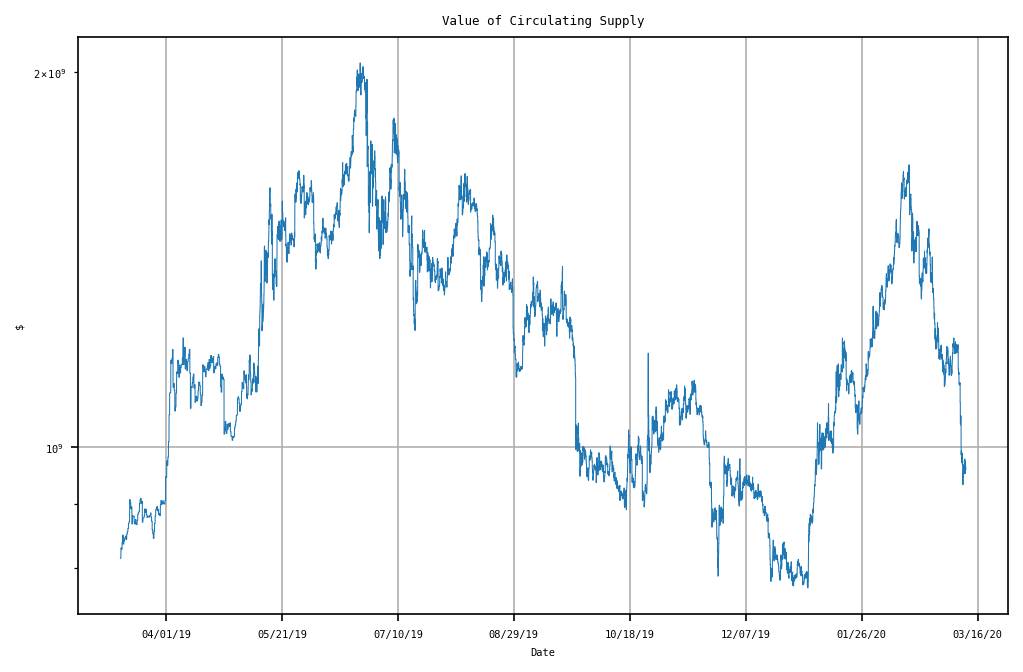 Value of Circulating Supply
2×10⁹
$
10⁹
04/01/19 05/21/19 07/10/19 08/29/19 10/18/19 12/07/19 01/26/20 03/16/20
Date